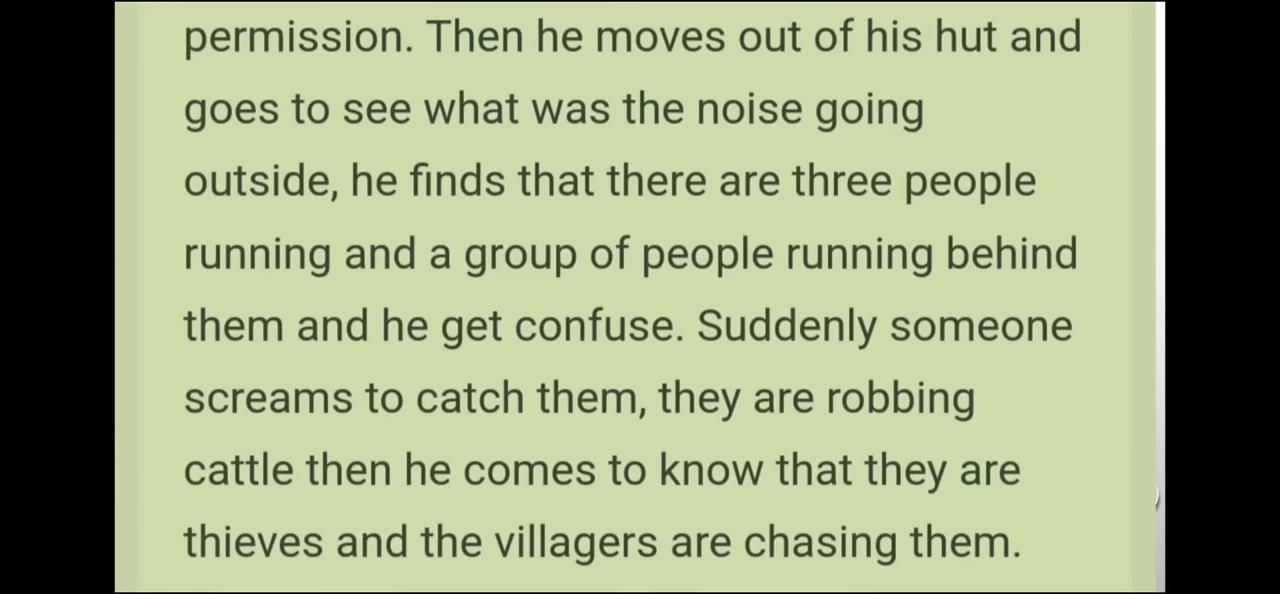 permission. Then he moves out of his hut and
goes to see what was the noise going
outside, he finds that there are three people
running and a group of people running behind
them and he get confuse. Suddenly someone
screams to catch them, they are robbing
cattle then he comes to know that they are
thieves and the villagers are chasing them.